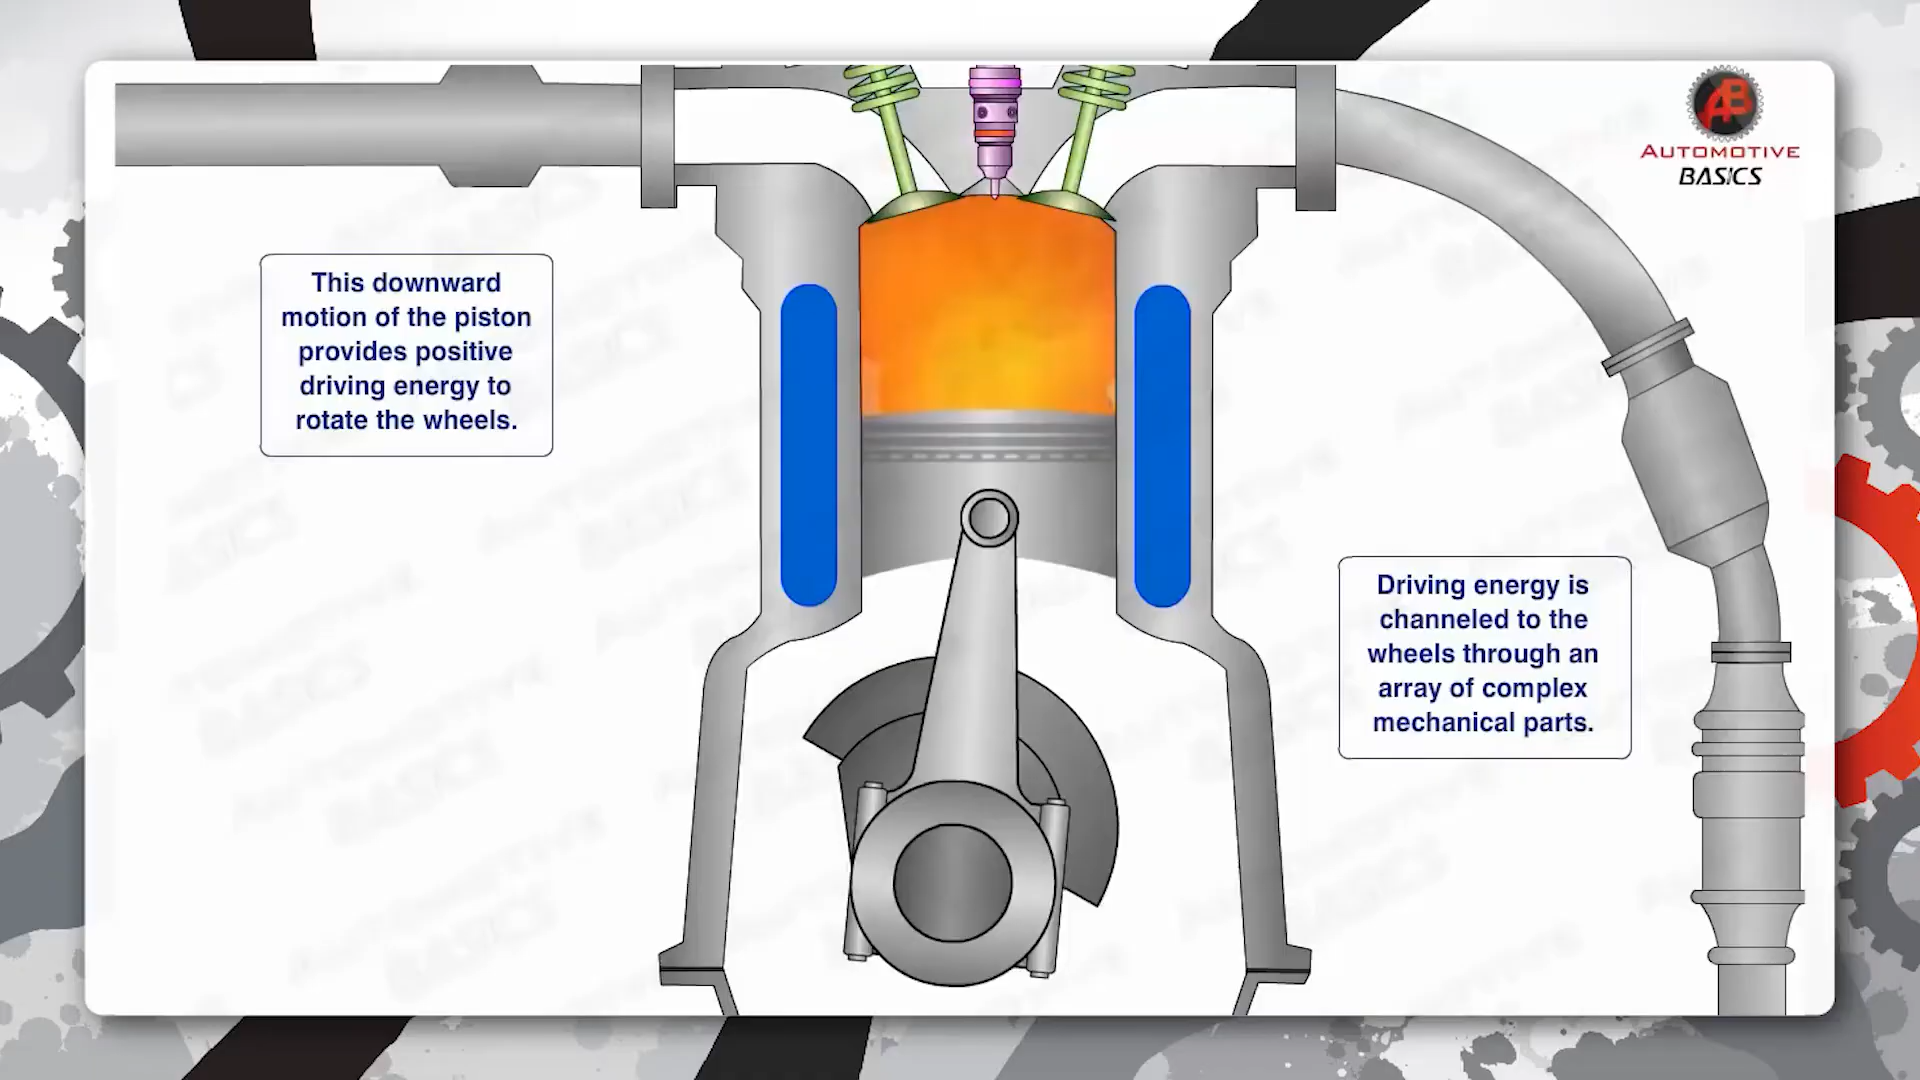 AB
AUTOMOTIVE
BASICS
This downward
motion of the piston
provides positive
driving energy to
rotate the wheels.
Driving energy is
channeled to the
wheels through an
array of complex
mechanical parts.